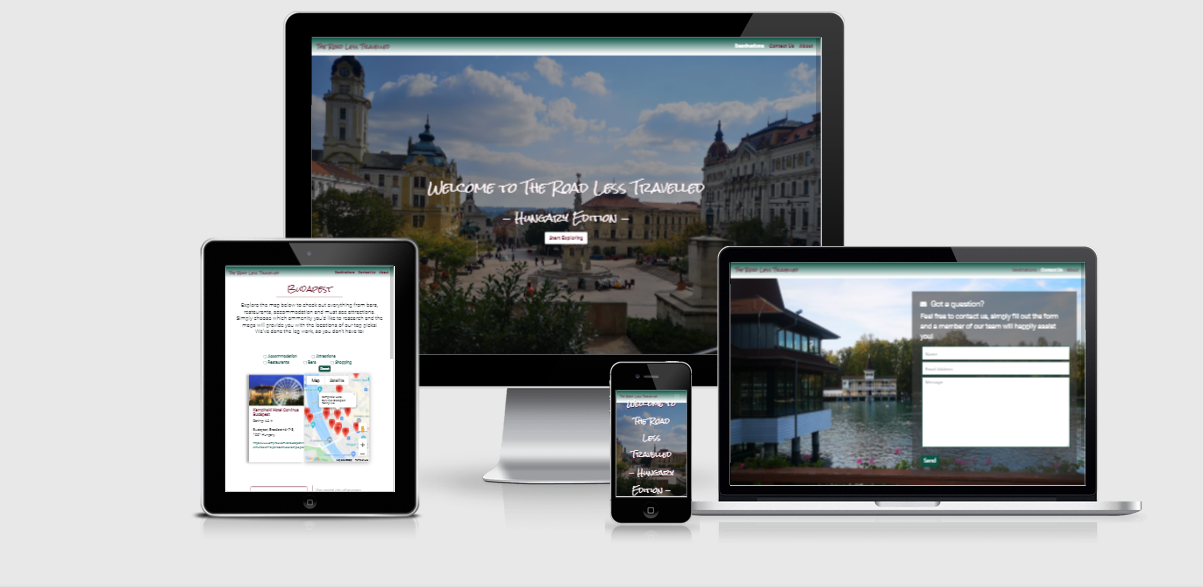 The Road Less Travelled
Destinations Contact Us About
Welcome to The Road Less Travelled
– Hungary Edition –
Start Exploring
The Road Less Travelled
Destinations Contact Us About
Budapest
Explore the map below to check out everything from bars,
restaurants, accommodation and must see attractions.
Simply choose which ammenity you'd like to research and the
maps will provide you with the locations of our top picks!
We've done the leg work, so you don't have to!
Accommodation Attractions
Restaurants Bars Shopping
Reset
Kempinski Hotel Corvinus
Budapest
Map Satellite
The Road Less Travelled
Welcome to
The Road
Less
Travelled
– Hungary
Edition –
The Road Less Travelled
Destinations Contact Us About
Got a question?
Feel free to contact us, simply fill out the form
and a member of our team will happily assist
you!
Name
Email Address
Message
Send